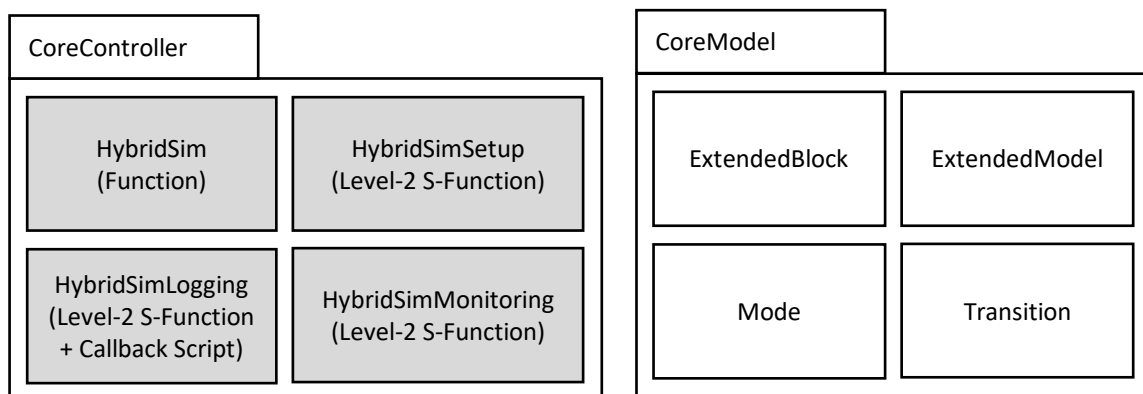 CoreController
HybridSim
(Function)
HybridSimSetup
(Level-2 S-Function)
HybridSimLogging
(Level-2 S-Function
+ Callback Script)
HybridSimMonitoring
(Level-2 S-Function)
CoreModel
ExtendedBlock
ExtendedModel
Mode
Transition